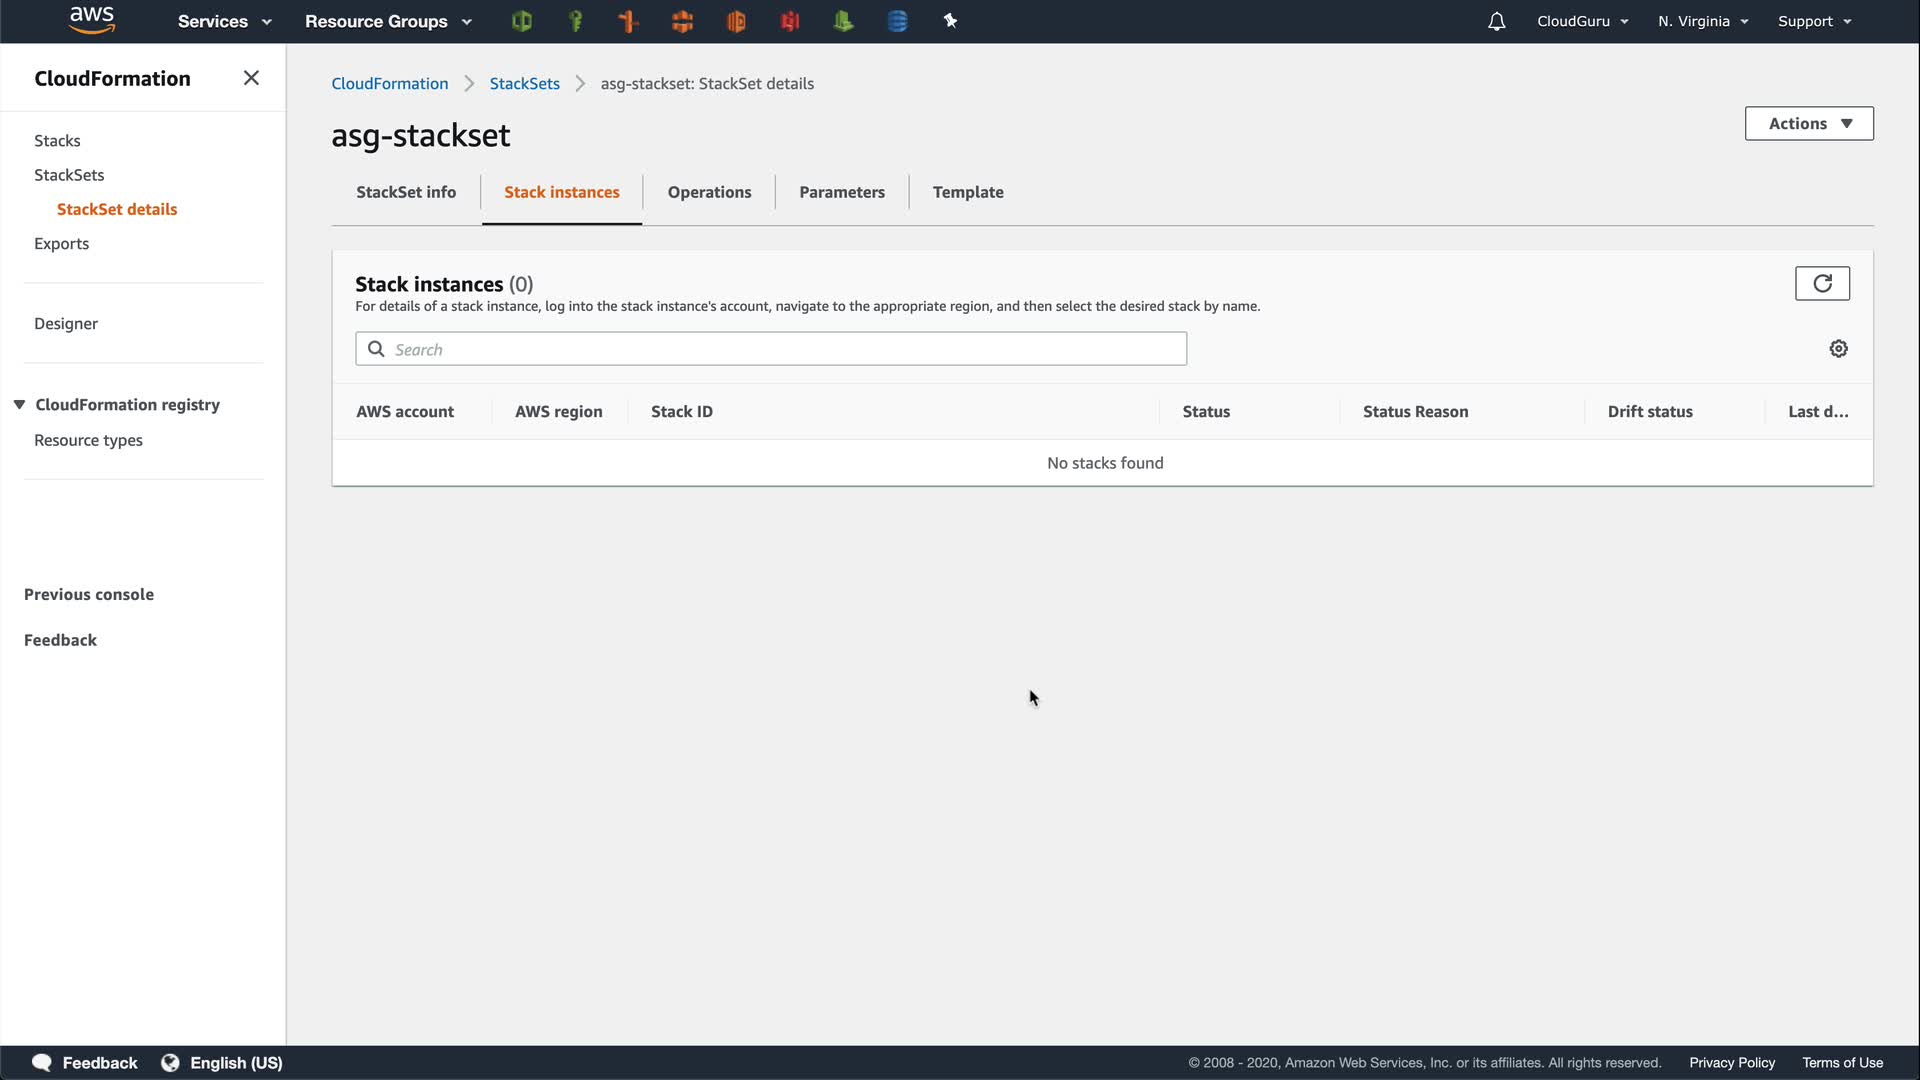 aws Services Resource Groups CloudGuru N. Virginia Support
CloudFormation
Stacks
StackSets
StackSet details
Exports
Designer
CloudFormation registry
Resource types
Previous console
Feedback
CloudFormation StackSets asg-stackset: StackSet details
asg-stackset
Actions
StackSet info Stack instances Operations Parameters Template
Stack instances (0)
For details of a stack instance, log into the stack instance's account, navigate to the appropriate region, and then select the desired stack by name.
Search
AWS account AWS region Stack ID Status Status Reason Drift status Last d...
No stacks found
Feedback English (US) © 2008 - 2020, Amazon Web Services, Inc. or its affiliates. All rights reserved. Privacy Policy Terms of Use